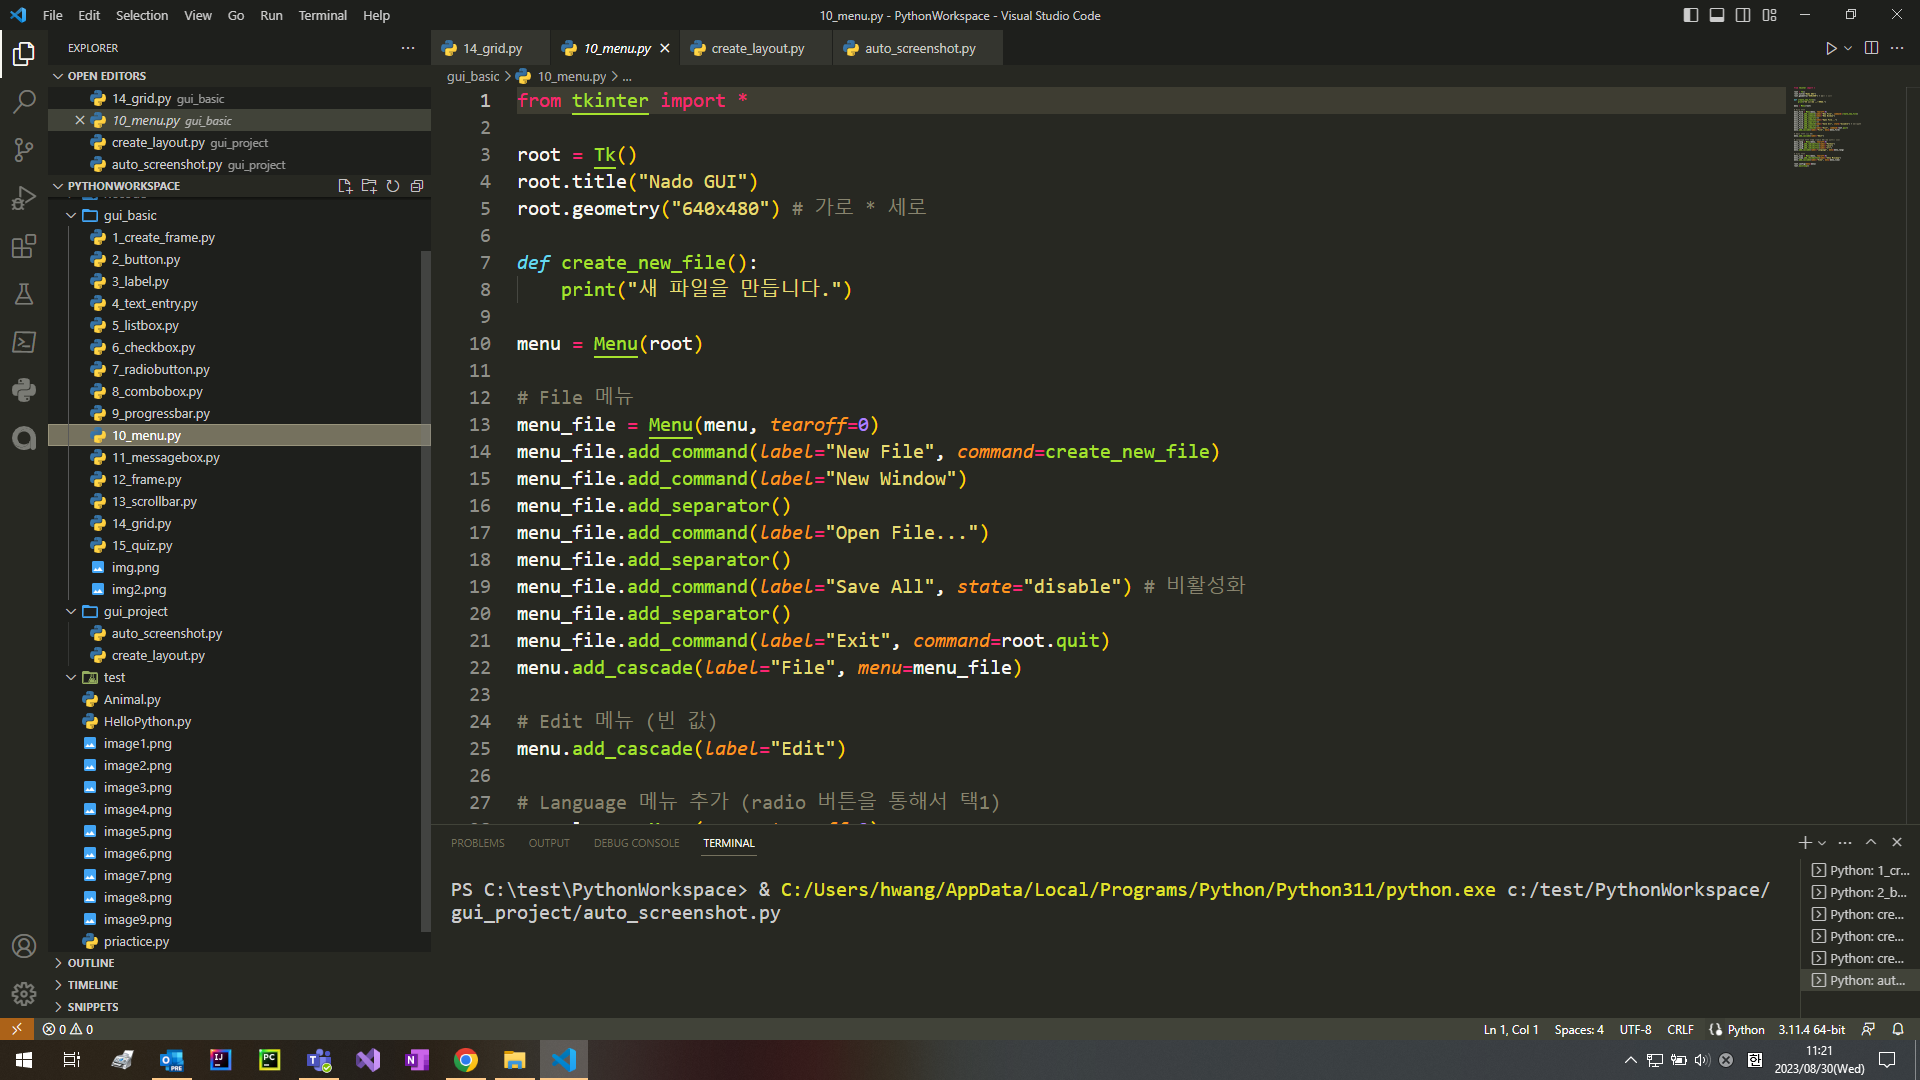 File Edit Selection View Go Run Terminal Help
10_menu.py - PythonWorkspace - Visual Studio Code
EXPLORER
OPEN EDITORS
14_grid.py gui_basic
10_menu.py gui_basic
create_layout.py gui_project
auto_screenshot.py gui_project
PYTHONWORKSPACE
gui_basic
1_create_frame.py
2_button.py
3_label.py
4_text_entry.py
5_listbox.py
6_checkbox.py
7_radiobutton.py
8_combobox.py
9_progressbar.py
10_menu.py
11_messagebox.py
12_frame.py
13_scrollbar.py
14_grid.py
15_quiz.py
img.png
img2.png
gui_project
auto_screenshot.py
create_layout.py
test
Animal.py
HelloPython.py
image1.png
image2.png
image3.png
image4.png
image5.png
image6.png
image7.png
image8.png
image9.png
priactice.py
OUTLINE
TIMELINE
SNIPPETS
14_grid.py 10_menu.py create_layout.py auto_screenshot.py
gui_basic > 10_menu.py > ...
1 from tkinter import *
2
3 root = Tk()
4 root.title("Nado GUI")
5 root.geometry("640x480") # 가로 * 세로
6
7 def create_new_file():
8 print("새 파일을 만듭니다.")
9
10 menu = Menu(root)
11
12 # File 메뉴
13 menu_file = Menu(menu, tearoff=0)
14 menu_file.add_command(label="New File", command=create_new_file)
15 menu_file.add_command(label="New Window")
16 menu_file.add_separator()
17 menu_file.add_command(label="Open File...")
18 menu_file.add_separator()
19 menu_file.add_command(label="Save All", state="disable") # 비활성화
20 menu_file.add_separator()
21 menu_file.add_command(label="Exit", command=root.quit)
22 menu.add_cascade(label="File", menu=menu_file)
23
24 # Edit 메뉴 (빈 값)
25 menu.add_cascade(label="Edit")
26
27 # Language 메뉴 추가 (radio 버튼을 통해서 택1)
PROBLEMS OUTPUT DEBUG CONSOLE TERMINAL
PS C:\test\PythonWorkspace> & C:/Users/hwang/AppData/Local/Programs/Python/Python311/python.exe c:/test/PythonWorkspace/
gui_project/auto_screenshot.py
Python: 1_cr...
Python: 2_b...
Python: cre...
Python: cre...
Python: cre...
Python: aut...
0 0
Ln 1, Col 1 Spaces: 4 UTF-8 CRLF Python 3.11.4 64-bit
11:21
2023/08/30(Wed)